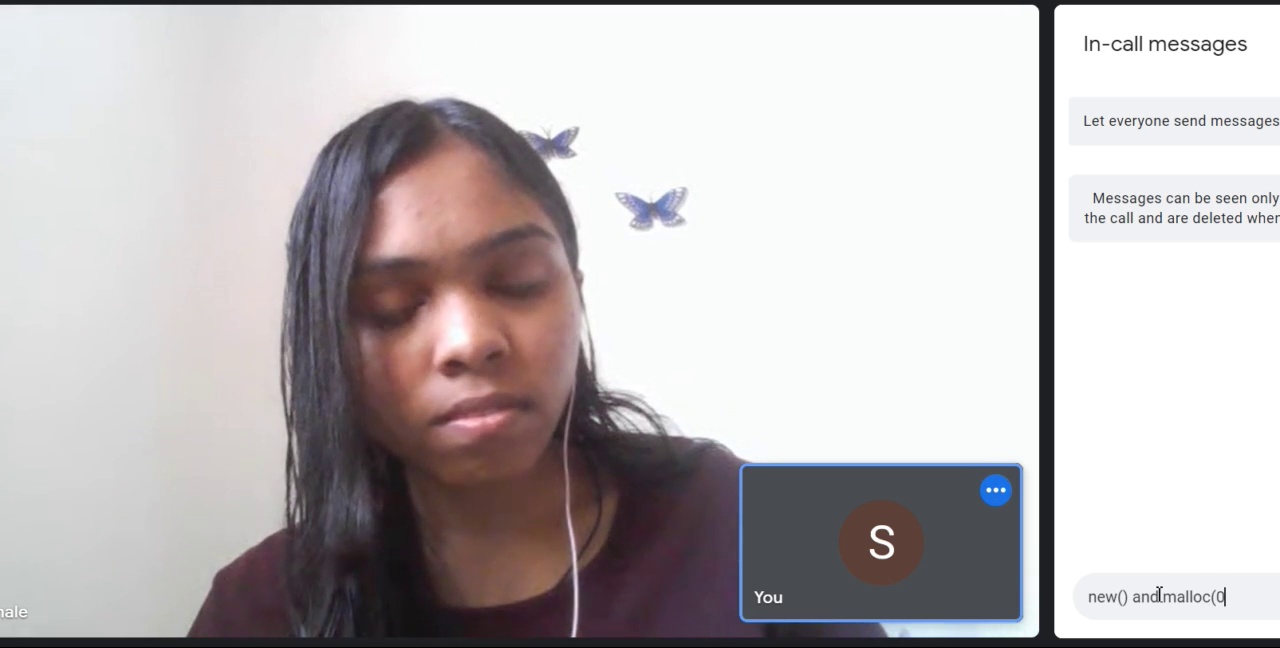 In-call messages
Let everyone send messages
Messages can be seen only
the call and are deleted when
S
You
new() and malloc(0